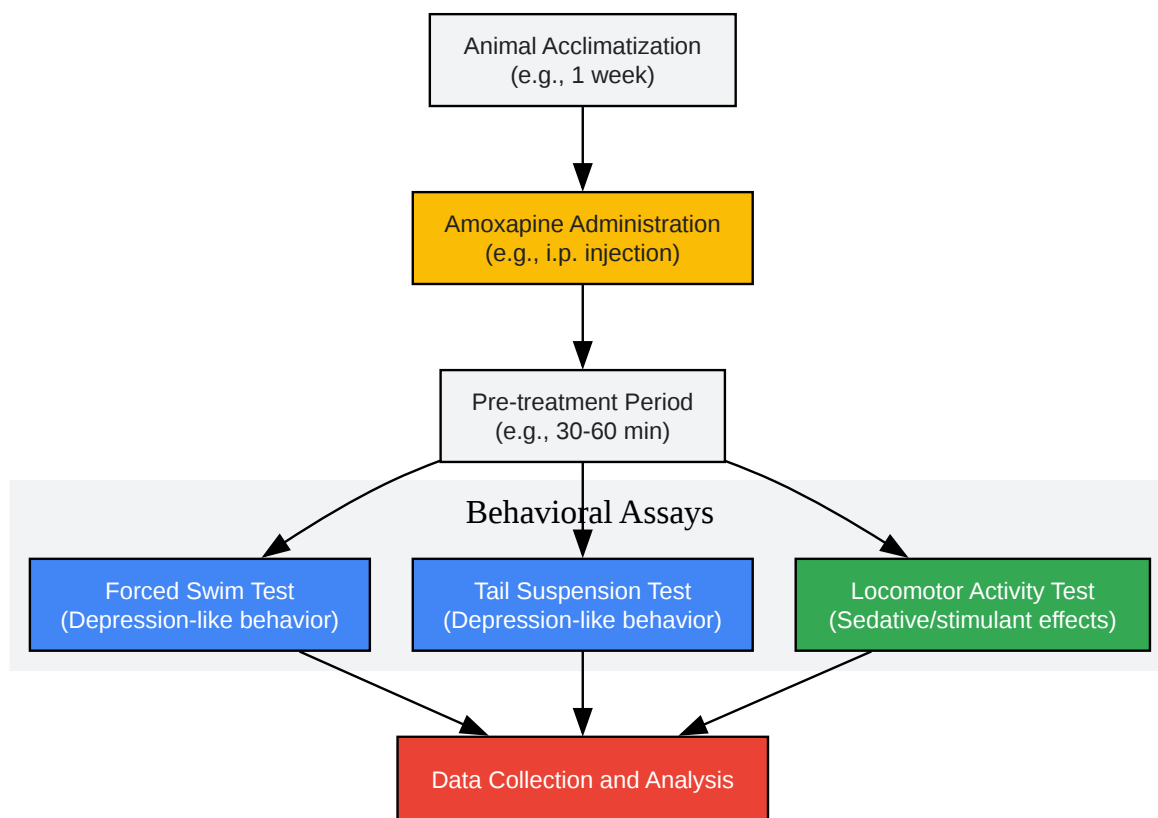 Animal Acclimatization
(e.g., 1 week)
Amoxapine Administration
(e.g., i.p. injection)
Pre-treatment Period
(e.g., 30-60 min)
Behavioral Assays
Forced Swim Test
(Depression-like behavior)
Tail Suspension Test
(Depression-like behavior)
Locomotor Activity Test
(Sedative/stimulant effects)
Data Collection and Analysis